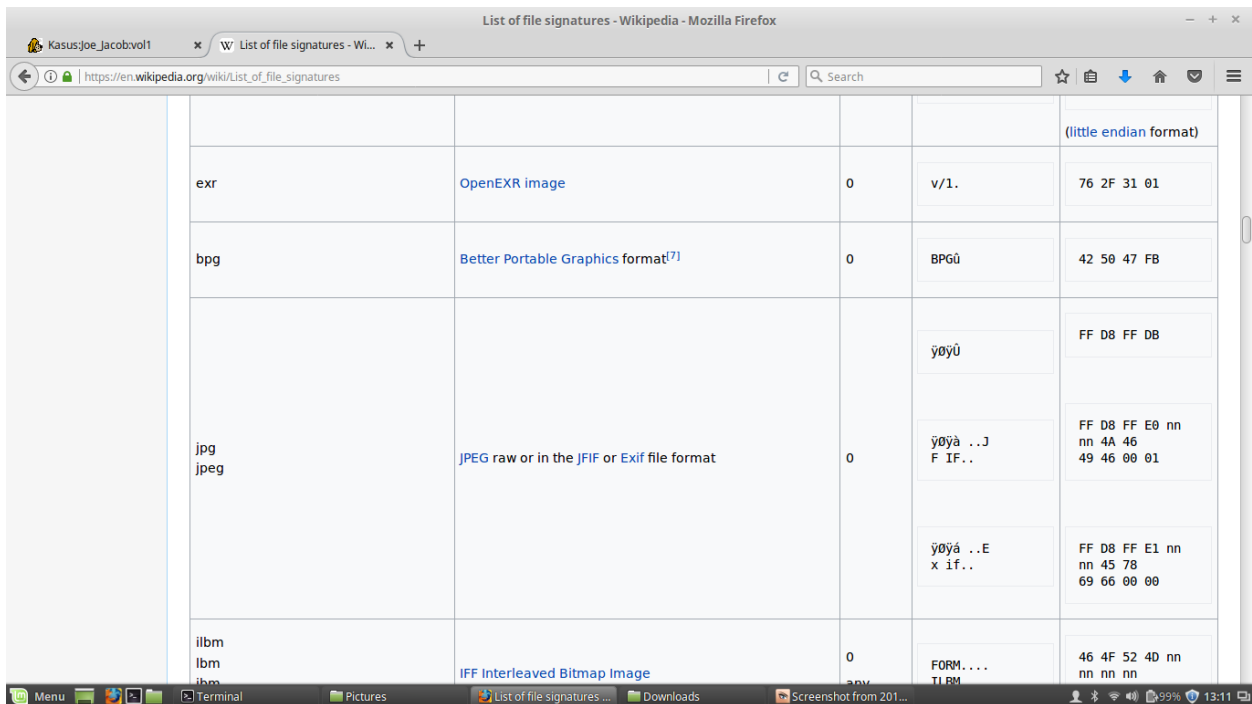 List of file signatures - Wikipedia - Mozilla Firefox
Kasus:Joe_Jacob:vol1
List of file signatures - Wi...
https://en.wikipedia.org/wiki/List_of_file_signatures
Search
(little endian format)
exr
OpenEXR image
0
v/1.
76 2F 31 01
bpg
Better Portable Graphics format[7]
0
BPGû
42 50 47 FB
jpg
jpeg
JPEG raw or in the JFIF or Exif file format
0
ÿØÿÛ
FF D8 FF DB
ÿØÿà ..J
F IF..
FF D8 FF E0 nn
nn 4A 46
49 46 00 01
ÿØÿá ..E
x if..
FF D8 FF E1 nn
nn 45 78
69 66 00 00
ilbm
lbm
ibm
IFF Interleaved Bitmap Image
0
any
FORM....
ILBM
46 4F 52 4D nn
nn nn nn
Menu
Terminal
Pictures
List of file signatures ...
Downloads
Screenshot from 201...
99%
13:11